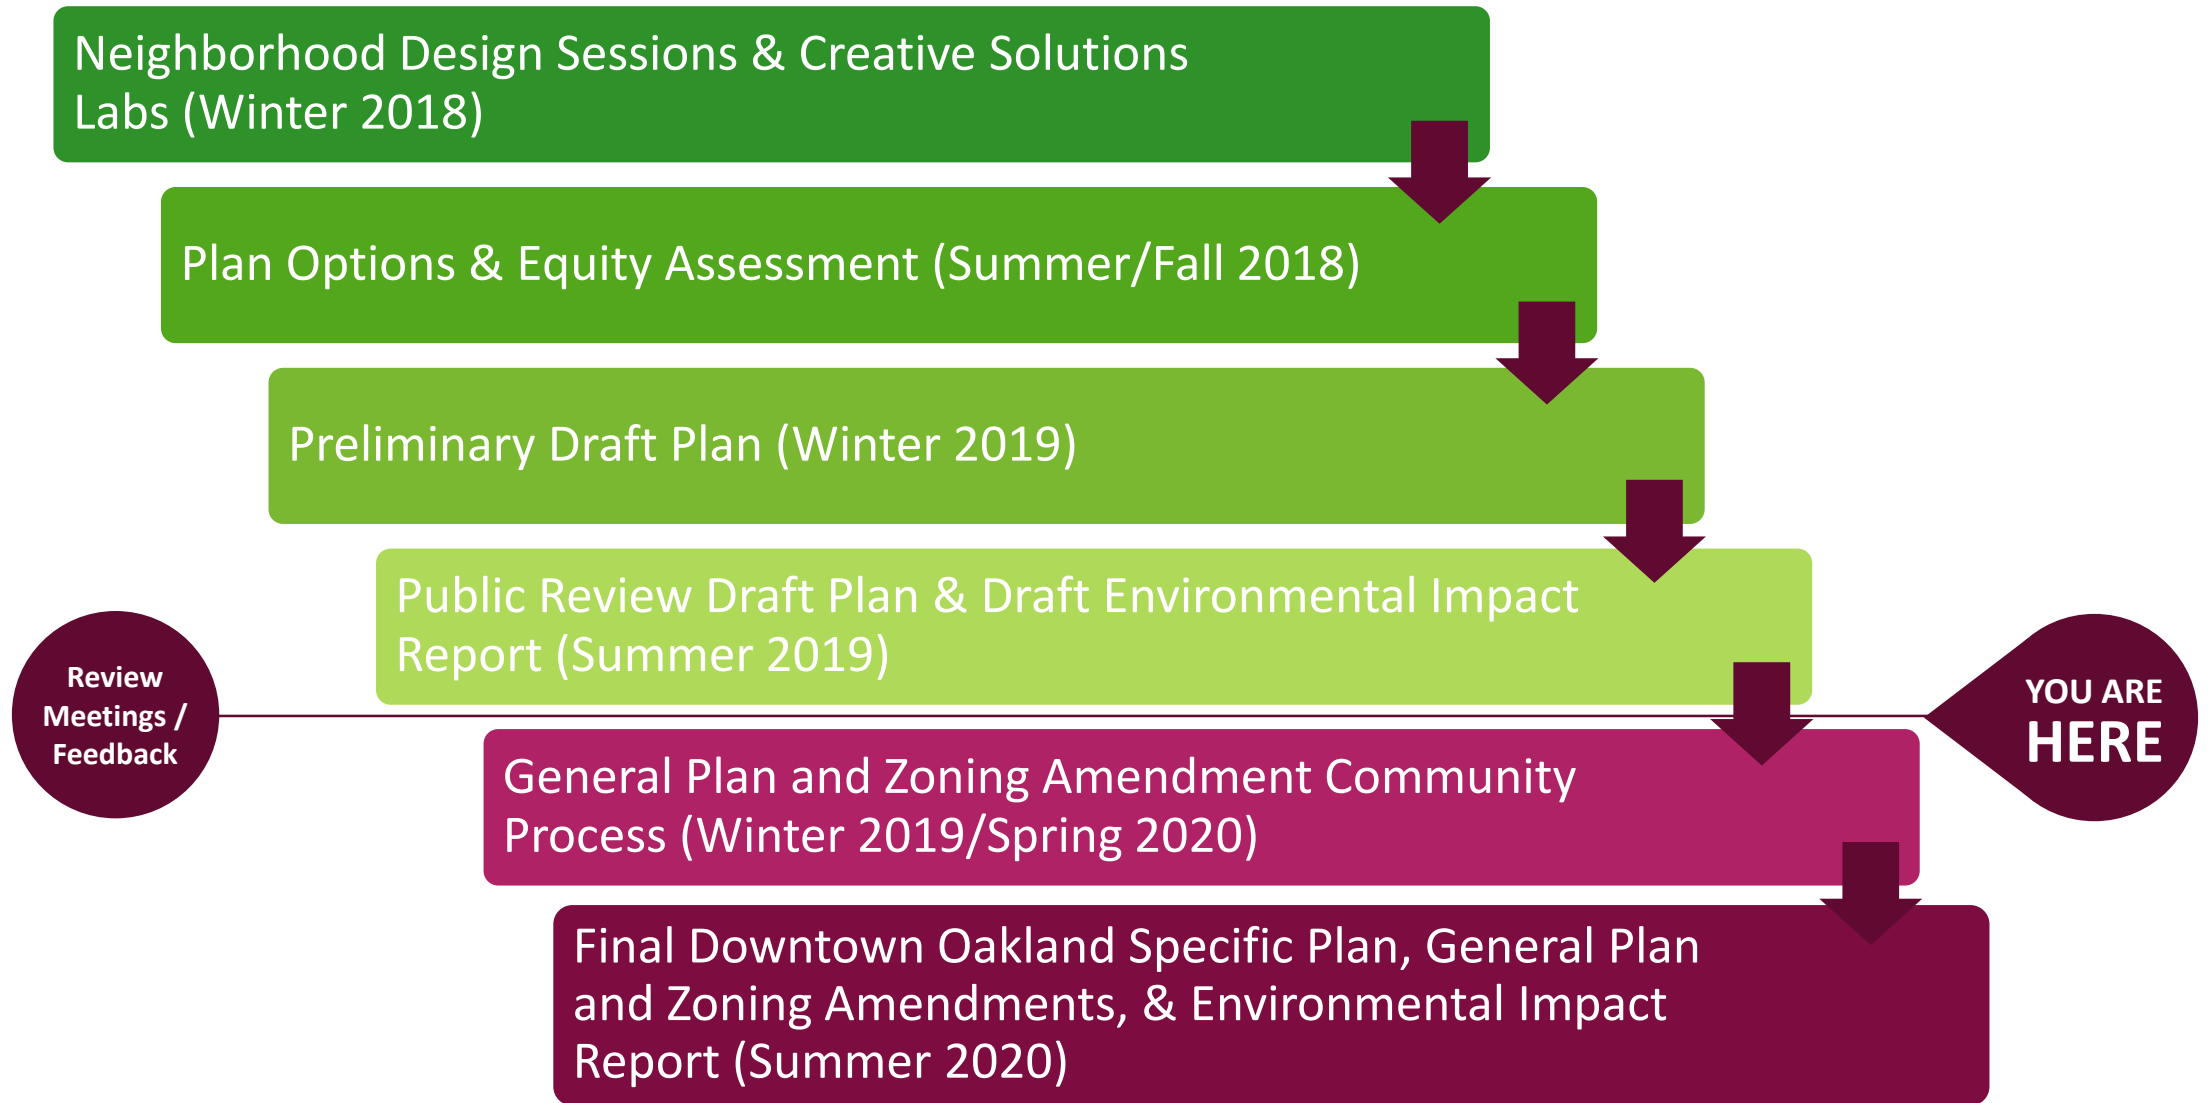 Neighborhood Design Sessions & Creative Solutions
Labs (Winter 2018)
Plan Options & Equity Assessment (Summer/Fall 2018)
Preliminary Draft Plan (Winter 2019)
Public Review Draft Plan & Draft Environmental Impact
Report (Summer 2019)
Review
Meetings /
Feedback
YOU ARE
HERE
General Plan and Zoning Amendment Community
Process (Winter 2019/Spring 2020)
Final Downtown Oakland Specific Plan, General Plan
and Zoning Amendments, & Environmental Impact
Report (Summer 2020)